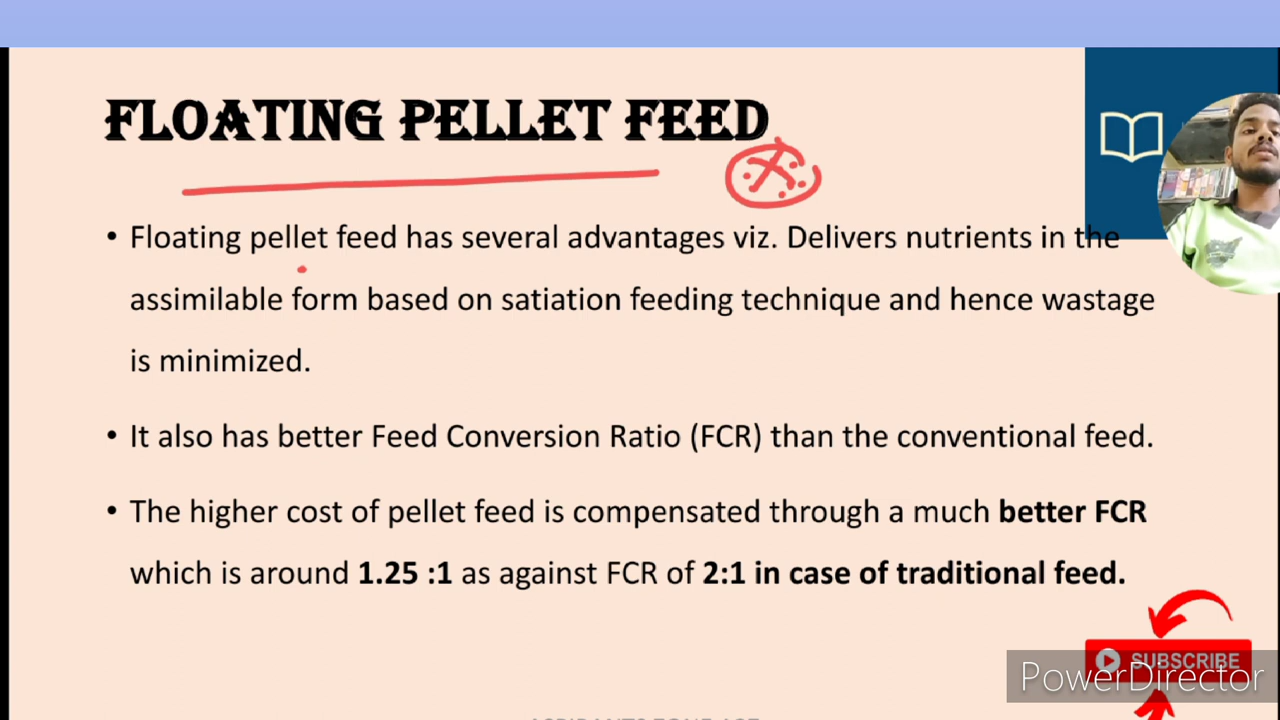 FLOATING PELLET FEED
• Floating pellet feed has several advantages viz. Delivers nutrients in the
assimilable form based on satiation feeding technique and hence wastage
is minimized.
• It also has better Feed Conversion Ratio (FCR) than the conventional feed.
• The higher cost of pellet feed is compensated through a much better FCR
which is around 1.25 :1 as against FCR of 2:1 in case of traditional feed.
SUBSCRIBE
PowerDirector